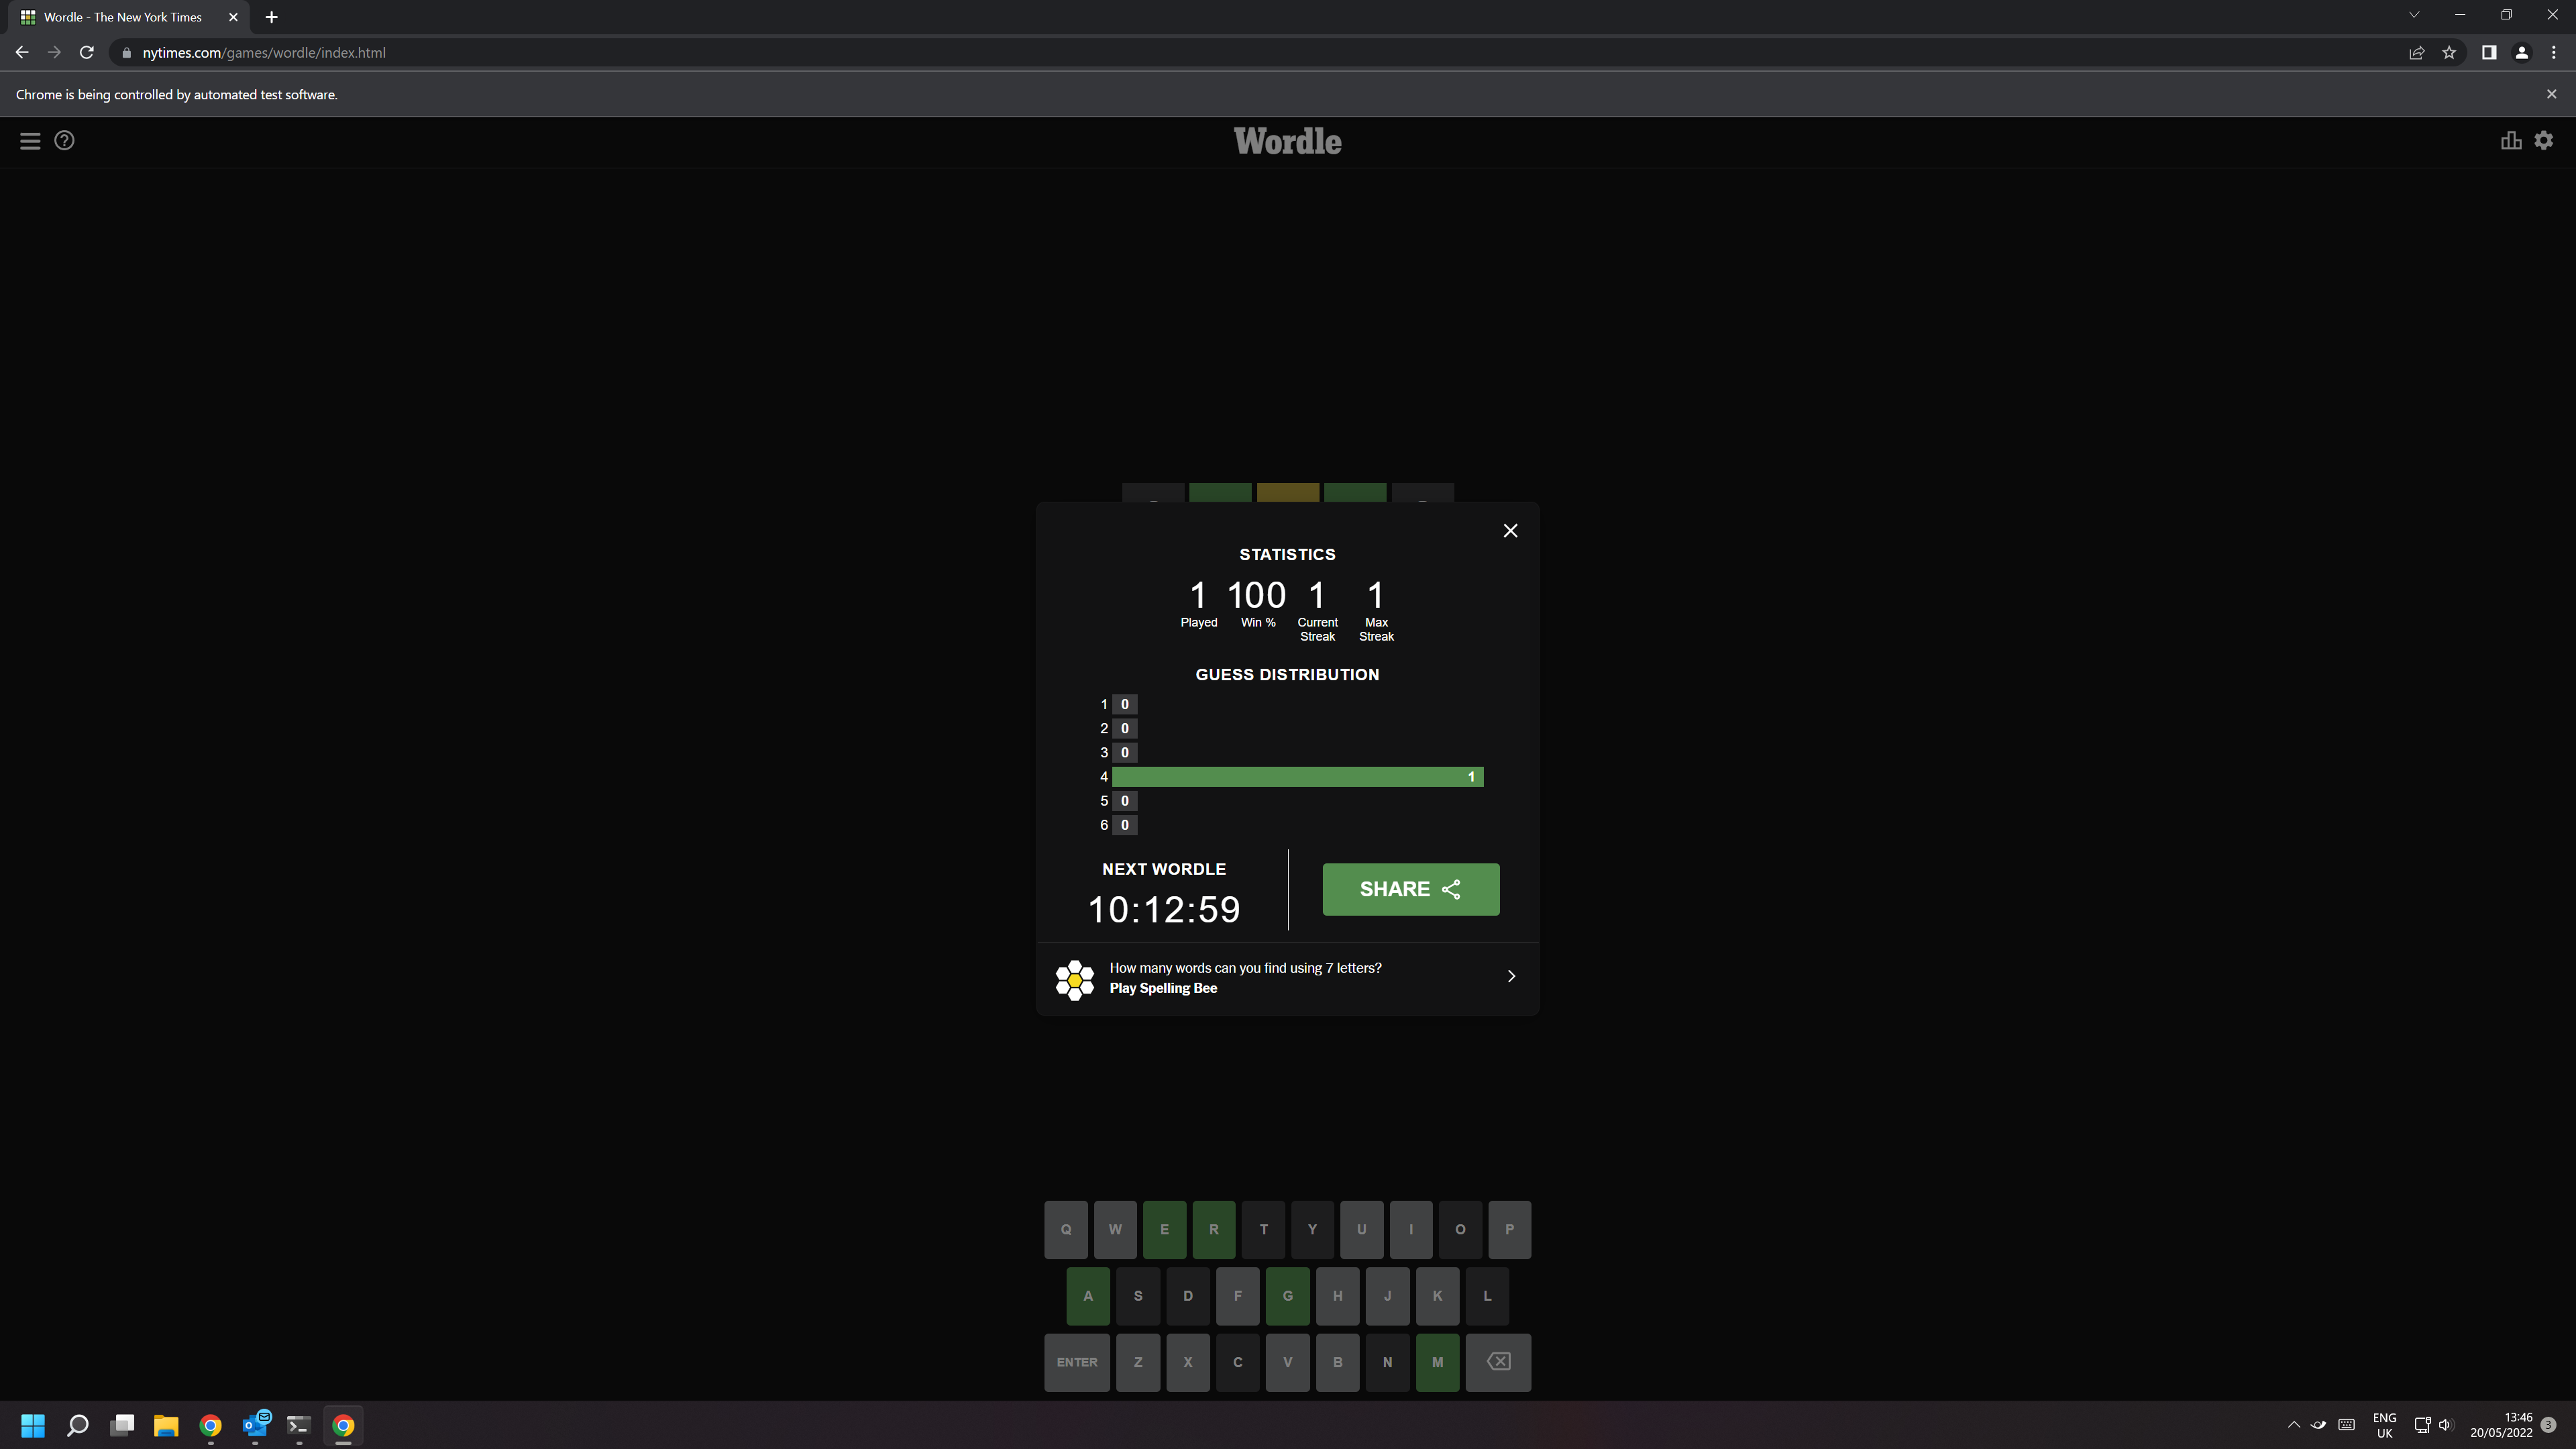 Wordle - The New York Times
nytimes.com/games/wordle/index.html
Chrome is being controlled by automated test software.
Wordle
STATISTICS
1 100 1 1
Played Win % Current Streak Max Streak
GUESS DISTRIBUTION
1 0
2 0
3 0
4 1
5 0
6 0
NEXT WORDLE
10:12:59
SHARE
How many words can you find using 7 letters?
Play Spelling Bee
Q W E R T Y U I O P
A S D F G H J K L
ENTER Z X C V B N M
ENG
UK
13:46
20/05/2022
3